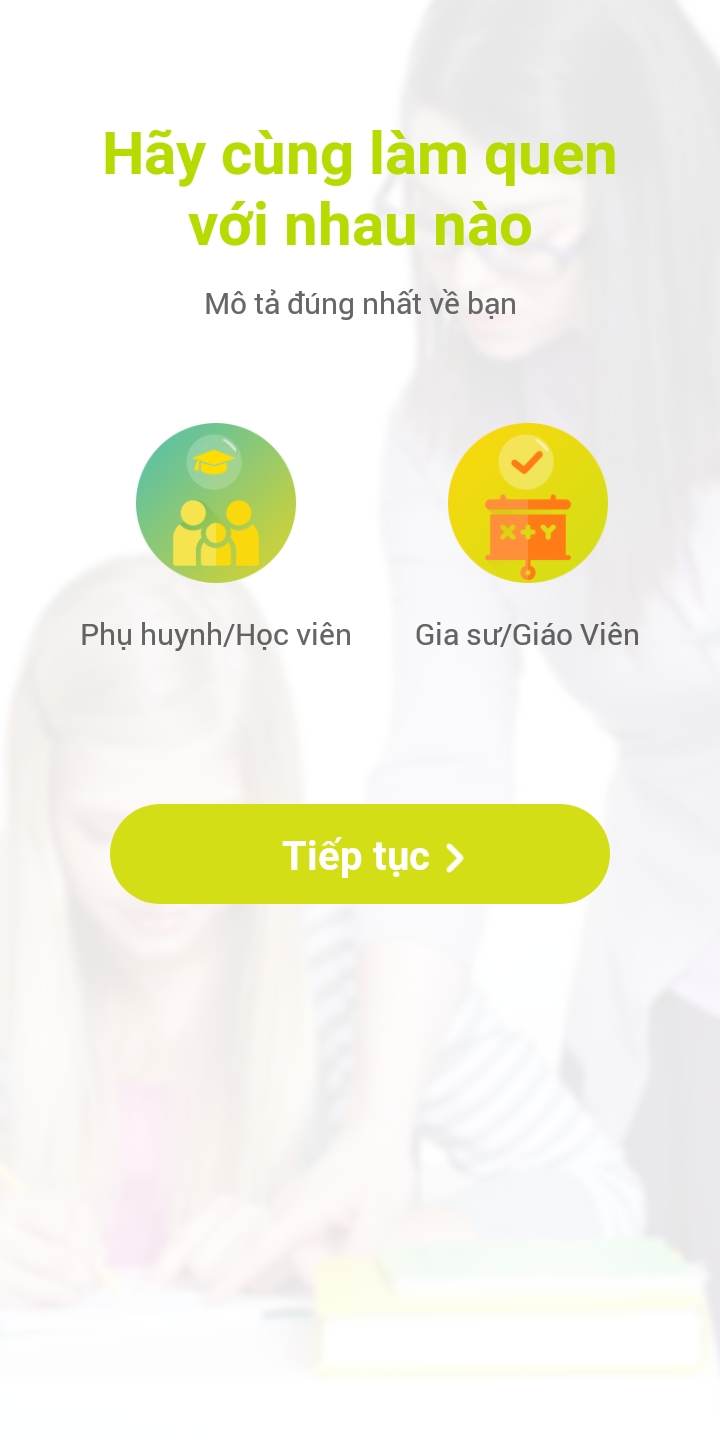 Hãy cùng làm quen
với nhau nào
Mô tả đúng nhất về bạn
X+Y
Phụ huynh/Học viên
Gia sư/Giáo Viên
Tiếp tục